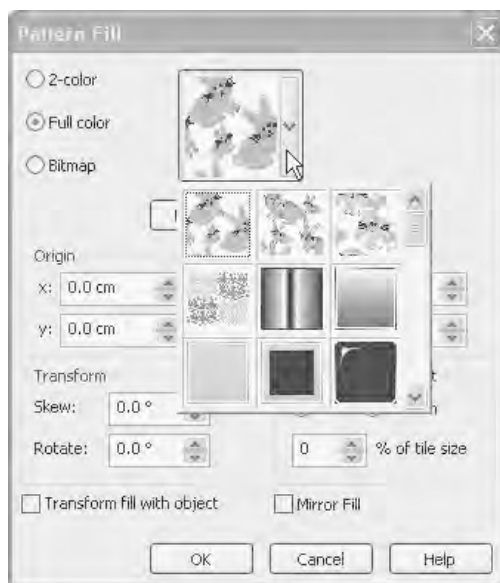 Pattern Fill
2-color
Full color
Bitmap
Origin
x: 0.0 cm
y: 0.0 cm
Transform
Skew: 0.0 °
Rotate: 0.0 °
0 % of tile size
Transform fill with object
Mirror Fill
OK
Cancel
Help